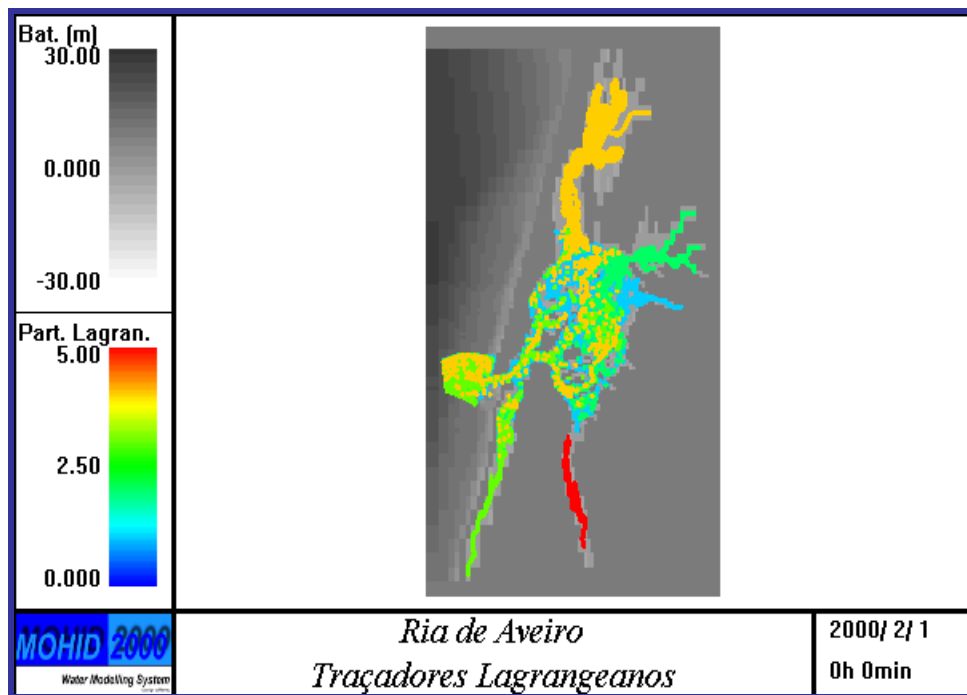 Bat. (m)
30.00
0.000
-30.00
Part. Lagran.
5.00
2.50
0.000
MOHID 2000
Water Modelling System
Ria de Aveiro
Traçadores Lagrangeanos
2000/ 2/ 1
0h 0min